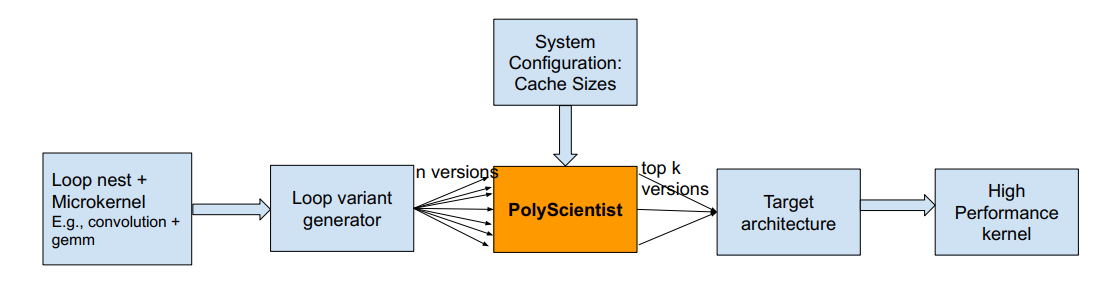 System
Configuration:
Cache Sizes
Loop nest +
Microkernel
E.g., convolution +
gemm
Loop variant
generator
n versions
PolyScientist
top k
versions
Target
architecture
High
Performance
kernel